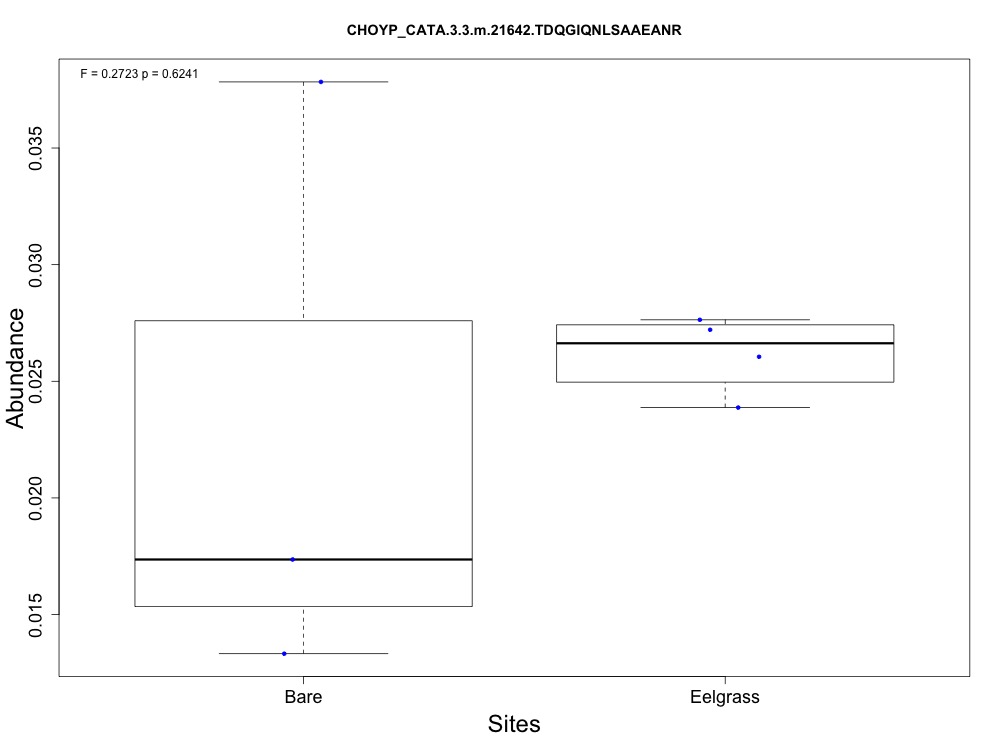 CHOYP_CATA.3.3.m.21642.TDQGIQNLSAAEANR
F = 0.2723 p = 0.6241
0.035
0.030
0.025
0.020
0.015
Abundance
Bare
Eelgrass
Sites